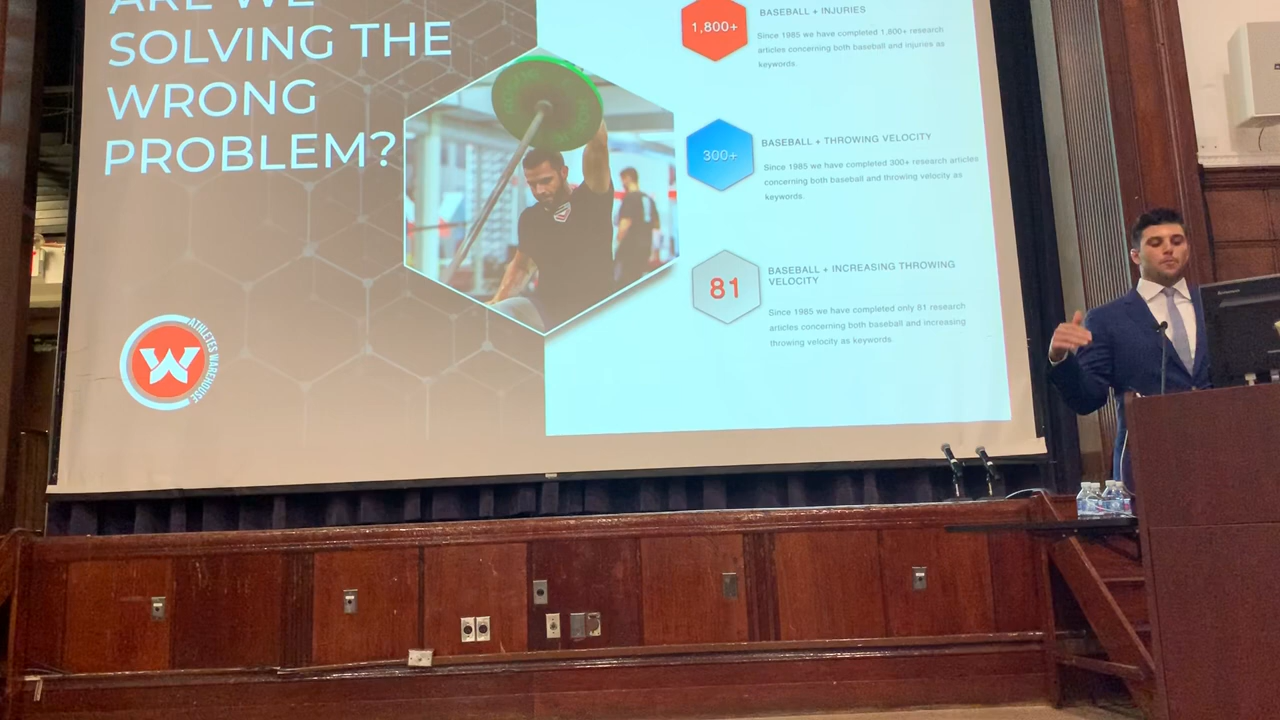 ARE WE
SOLVING THE
WRONG
PROBLEM?
1,800+
BASEBALL + INJURIES
Since 1985 we have completed 1,800+ research
articles concerning both baseball and injuries as
keywords.
300+
BASEBALL + THROWING VELOCITY
Since 1985 we have completed 300+ research articles
concerning both baseball and throwing velocity as
keywords.
81
BASEBALL + INCREASING THROWING
VELOCITY
Since 1985 we have completed only 81 research
articles concerning both baseball and increasing
throwing velocity as keywords.
W
ATHLETES WAREHOUSE